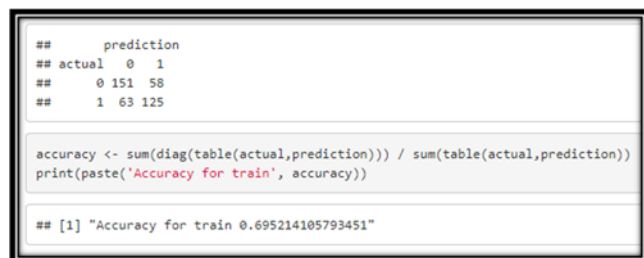 ##       prediction
## actual   0   1
##      0 151  58
##      1  63 125
accuracy <- sum(diag(table(actual,prediction))) / sum(table(actual,prediction))
print(paste('Accuracy for train', accuracy))
## [1] "Accuracy for train 0.695214105793451"